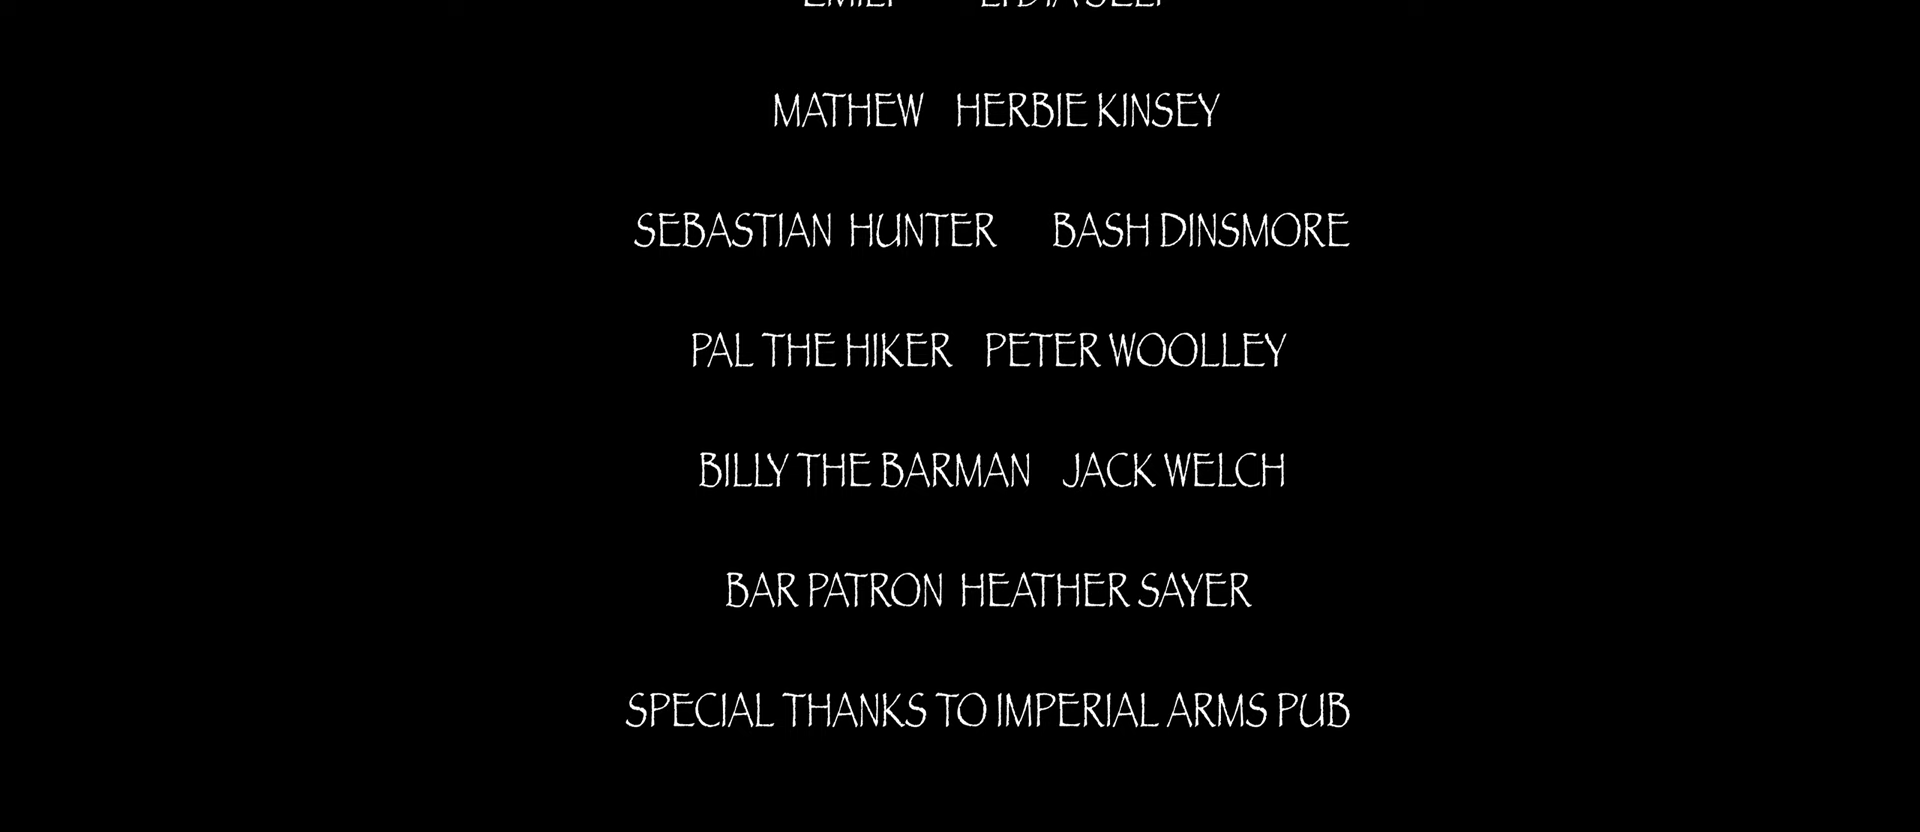 MATHEW HERBIE KINSEY
SEBASTIAN HUNTER BASH DINSMORE
PAL THE HIKER PETER WOOLLEY
BILLY THE BARMAN JACK WELCH
BAR PATRON HEATHER SAYER
SPECIAL THANKS TO IMPERIAL ARMS PUB